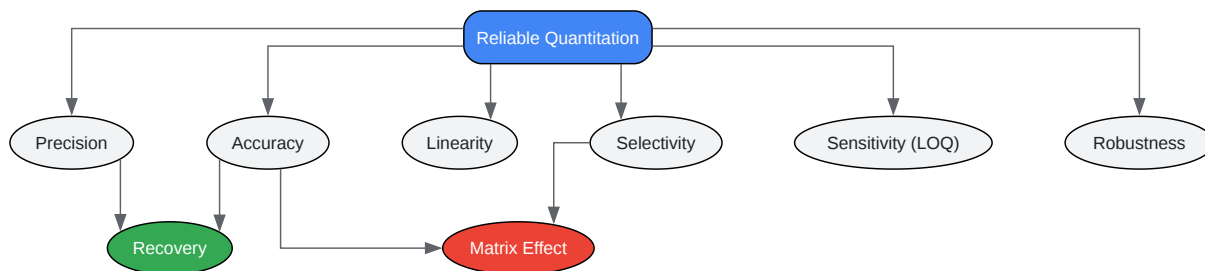 Reliable Quantitation
Precision
Accuracy
Linearity
Selectivity
Sensitivity (LOQ)
Robustness
Recovery
Matrix Effect